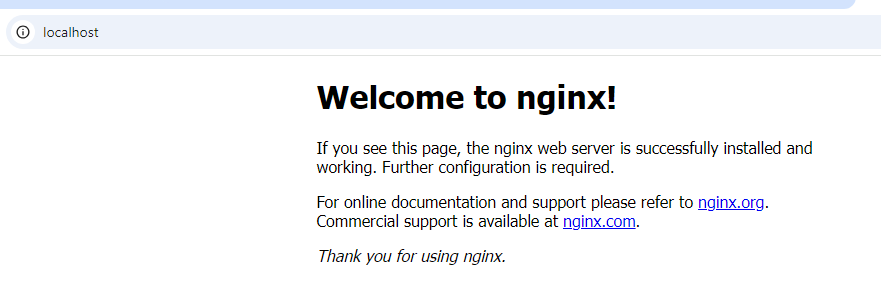 localhost
Welcome to nginx!
If you see this page, the nginx web server is successfully installed and
working. Further configuration is required.
For online documentation and support please refer to nginx.org.
Commercial support is available at nginx.com.
Thank you for using nginx.